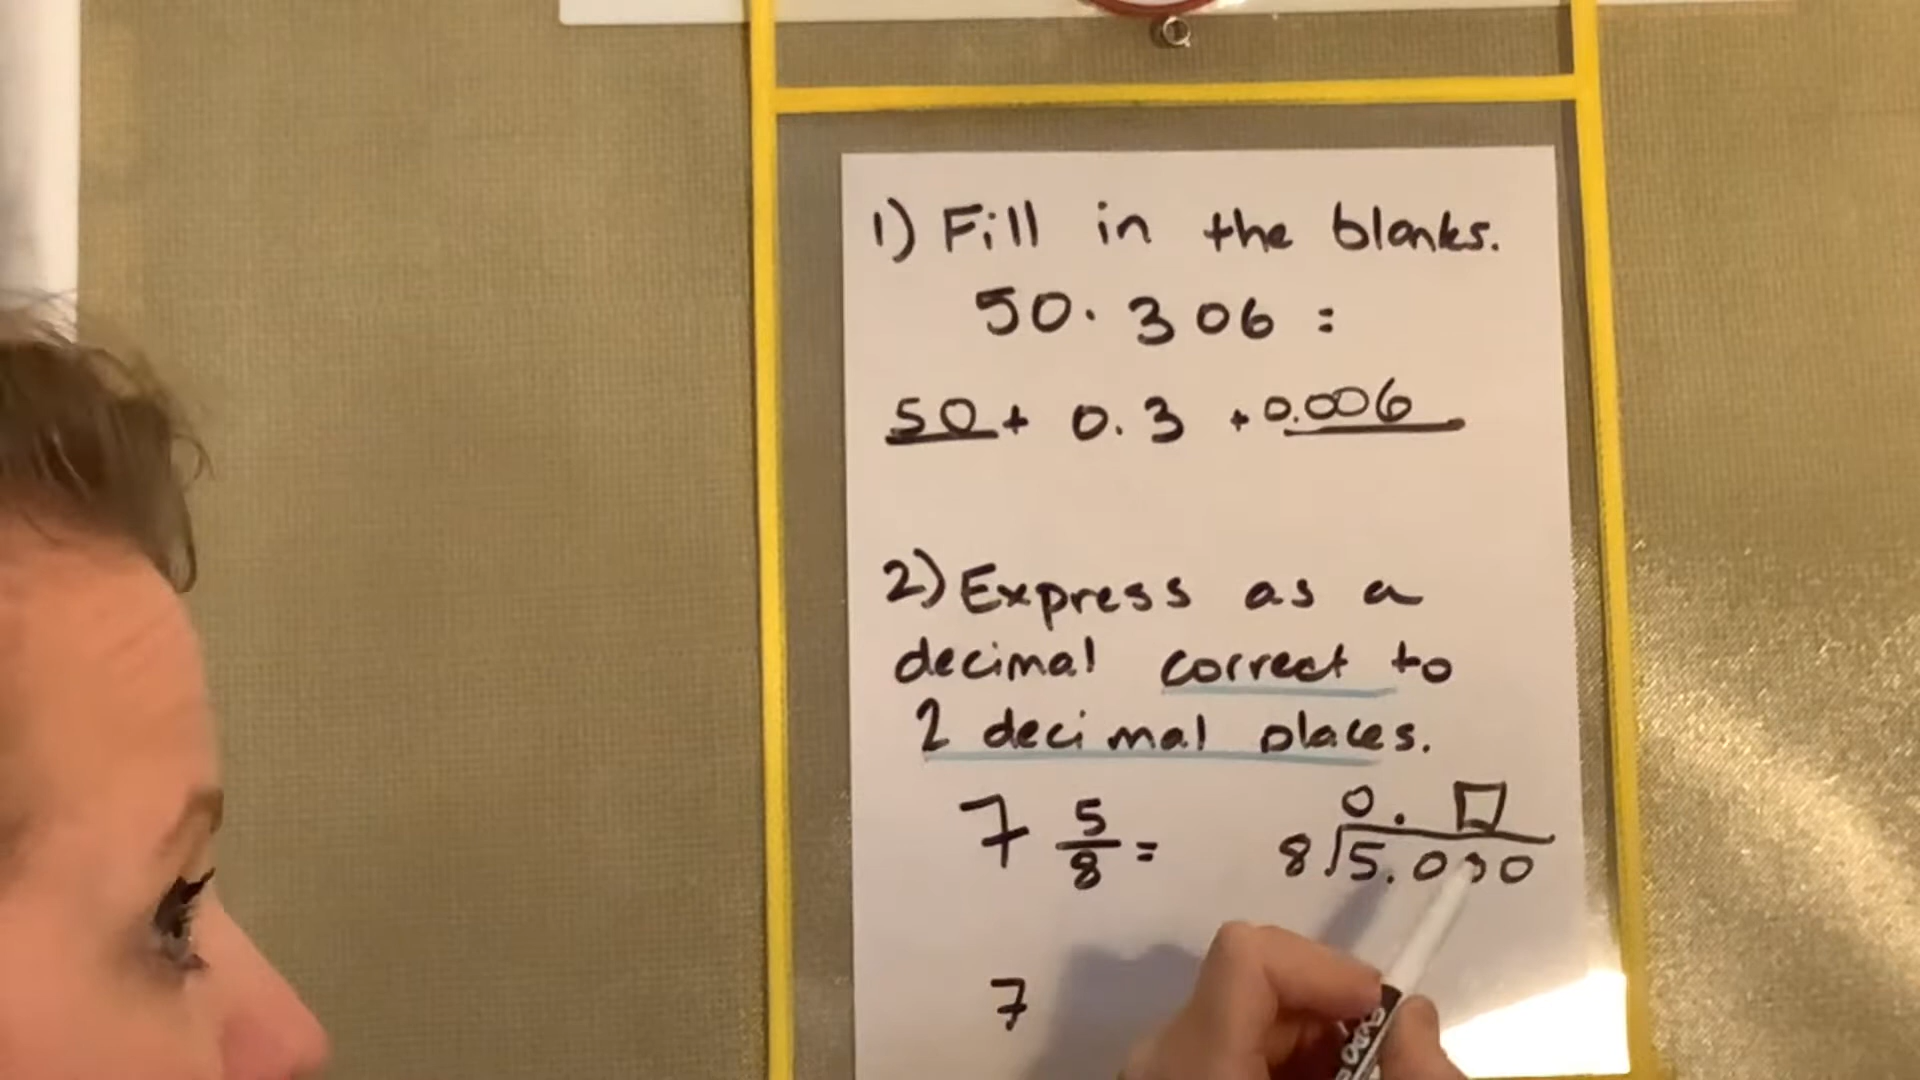 1) Fill in the blanks.
50.306 =
50 + 0.3 + 0.006
2) Express as a
decimal correct to
2 decimal places.
7 5/8 =
0. □
8 5.000
7